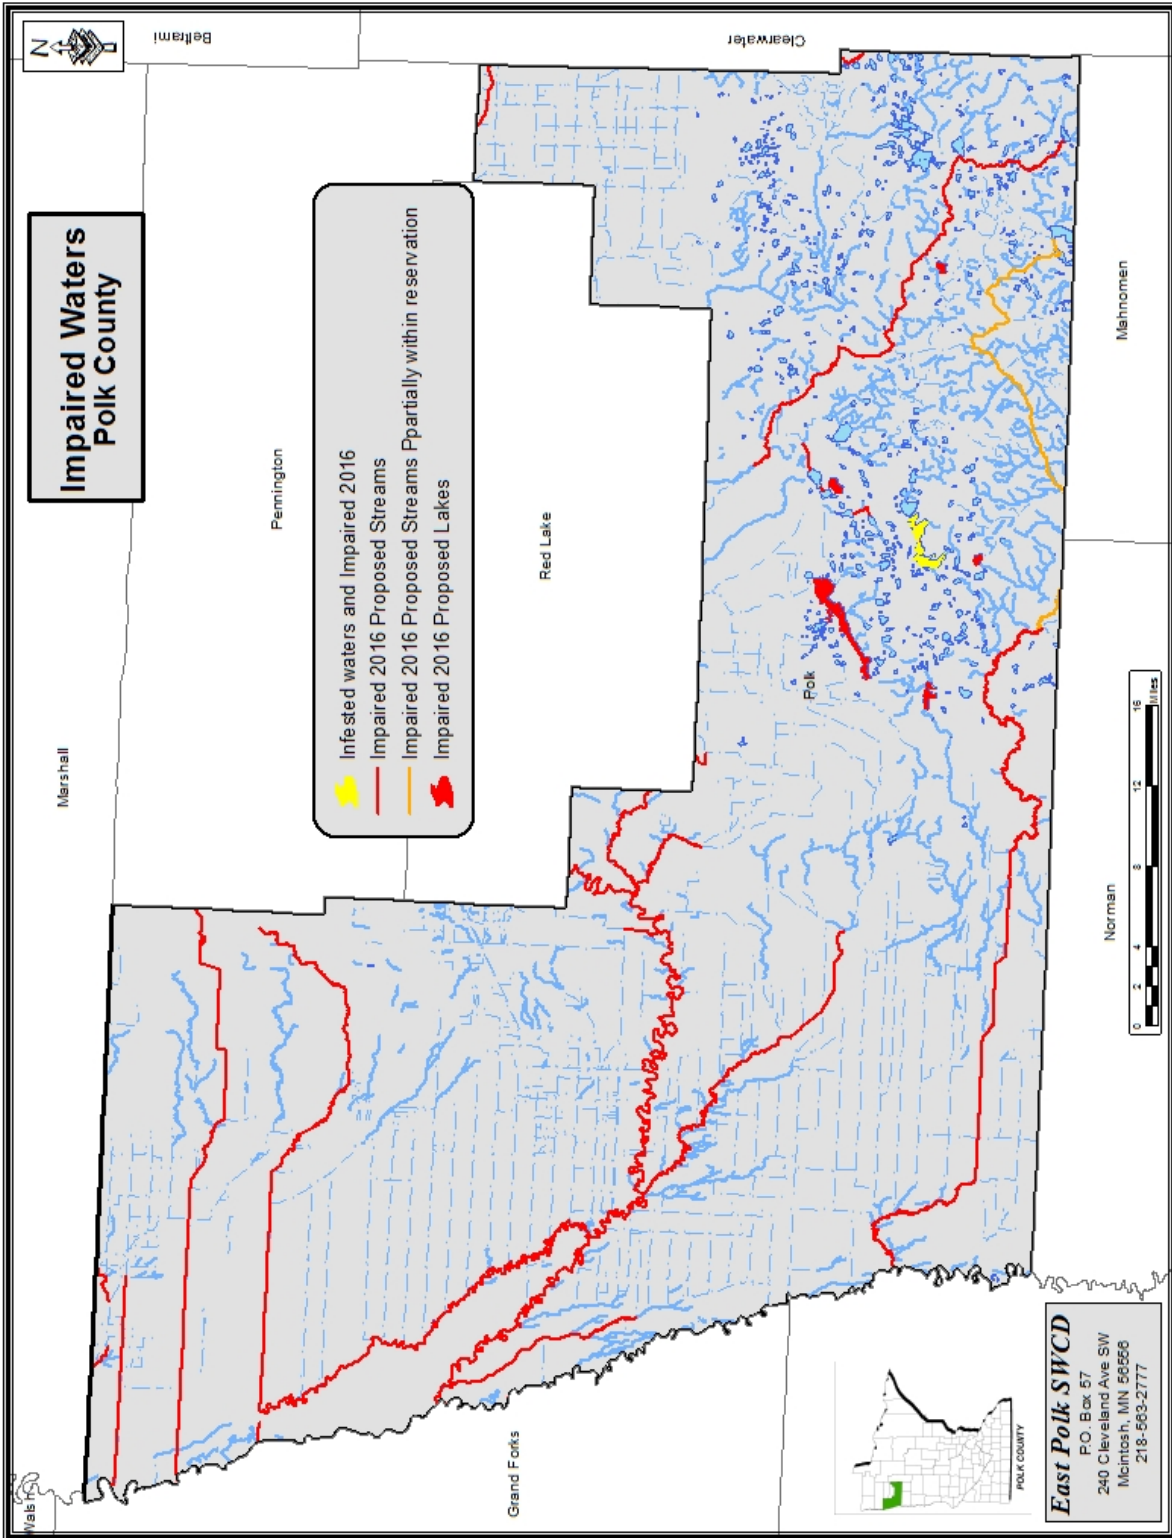 Impaired Waters
Polk County
N
Beltrami
Clearwater
Marshall
Pennington
Red Lake
Infested waters and Impaired 2016
Impaired 2016 Proposed Streams
Impaired 2016 Proposed Streams Ppartially within reservation
Impaired 2016 Proposed Lakes
Polk
Mahnomen
Norman
Walsh
Grand Forks
0 2 4 8 12 16
Miles
POLK COUNTY
East Polk SWCD
P.O. Box 57
240 Cleveland Ave SW
Mcintosh, MN 56556
218-563-2777